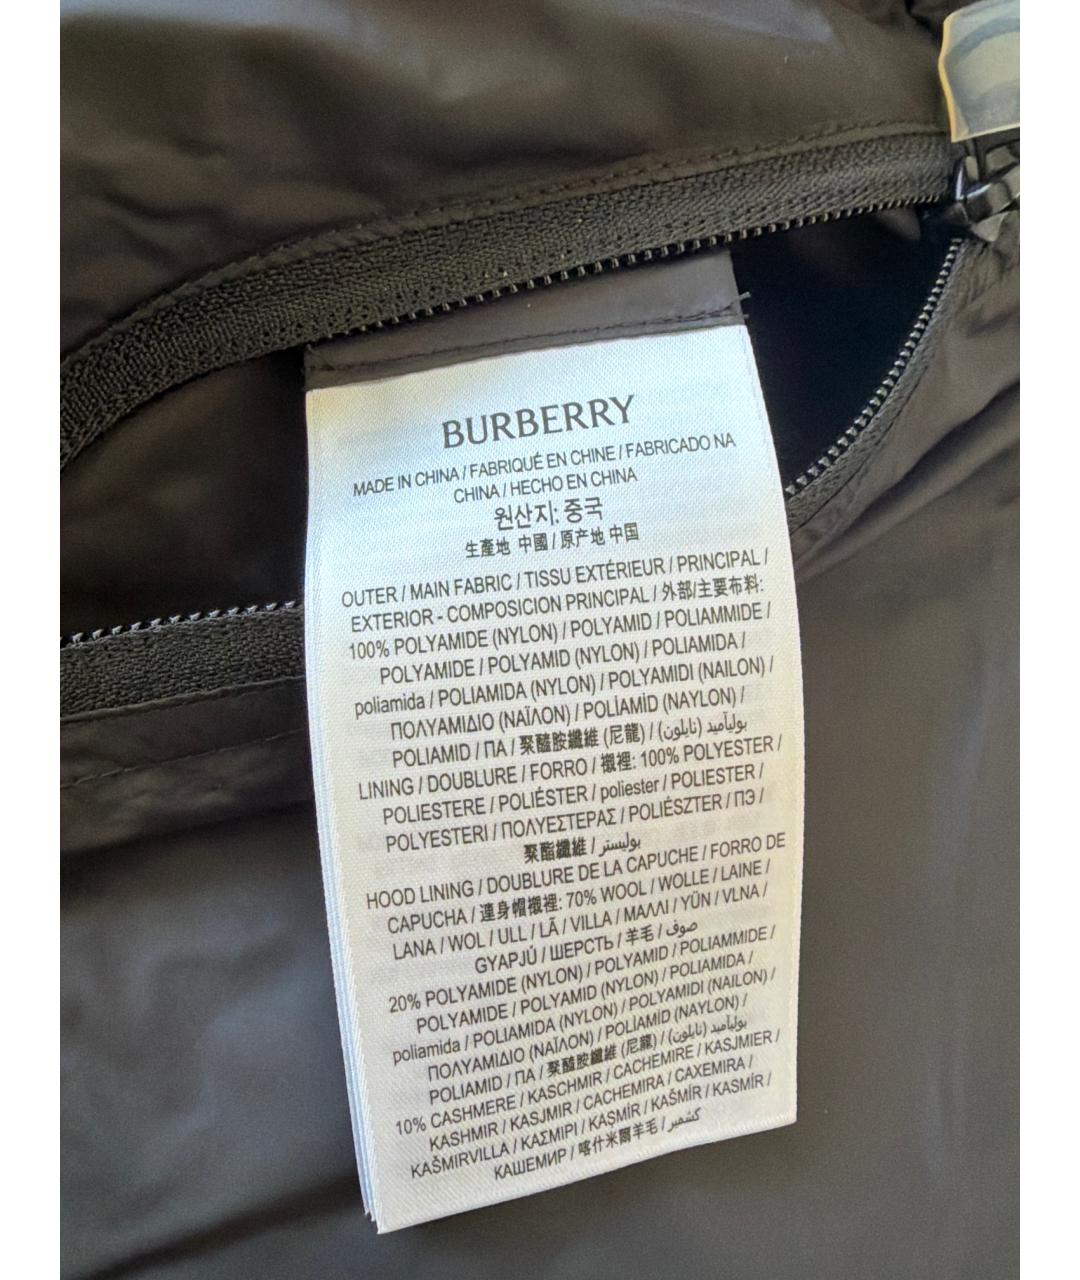 BURBERRY
MADE IN CHINA / FABRIQUÉ EN CHINE / FABRICADO NA
CHINA / HECHO EN CHINA
원산지: 중국
生產地 中國 / 原产地 中国
OUTER / MAIN FABRIC / TISSU EXTÉRIEUR / PRINCIPAL /
EXTERIOR - COMPOSICION PRINCIPAL / 外部/主要布料:
100% POLYAMIDE (NYLON) / POLYAMID / POLIAMMIDE /
POLYAMIDE / POLYAMID (NYLON) / POLIAMIDA /
poliamida / POLIAMIDA (NYLON) / POLYAMIDI (NAILON) /
ΠΟΛΥΑΜΙΔΙΟ (ΝΑΪΛΟΝ) / POLİAMİD (NAYLON) /
POLIAMID / ПА / 聚醯胺纖維 (尼龍) / بولياميد (نايلون) /
LINING / DOUBLURE / FORRO / 襯裡: 100% POLYESTER /
POLIESTERE / POLIÉSTER / poliester / POLIESTER /
POLYESTERI / ΠΟΛΥΕΣΤΕΡΑΣ / POLIÉSZTER / ПЭ /
聚酯纖維 / بوليستر
HOOD LINING / DOUBLURE DE LA CAPUCHE / FORRO DE
CAPUCHA / 連身帽襯裡: 70% WOOL / WOLLE / LAINE /
LANA / WOL / ULL / LÃ / VILLA / ΜΑΛΛΙ / YÜN / VLNA /
GYAPJÚ / ШЕРСТЬ / 羊毛 / صوف
20% POLYAMIDE (NYLON) / POLYAMID / POLIAMMIDE /
POLYAMIDE / POLYAMID (NYLON) / POLIAMIDA /
poliamida / POLIAMIDA (NYLON) / POLYAMIDI (NAILON) /
ΠΟΛΥΑΜΙΔΙΟ (ΝΑΪΛΟΝ) / POLİAMİD (NAYLON) /
POLIAMID / ПА / 聚醯胺纖維 (尼龍) / بولياميد (نايلون)
10% CASHMERE / KASCHMIR / CACHEMIRE / KASJMIER /
KASHMIR / KASJMIR / CACHEMIRA / CAXEMIRA /
KAŠMIRVILLA / ΚΑΣΜΙΡΙ / KAŞMİR / KAŠMÍR / KASMÍR /
КАШЕМИР / 喀什米爾羊毛 / كشمير